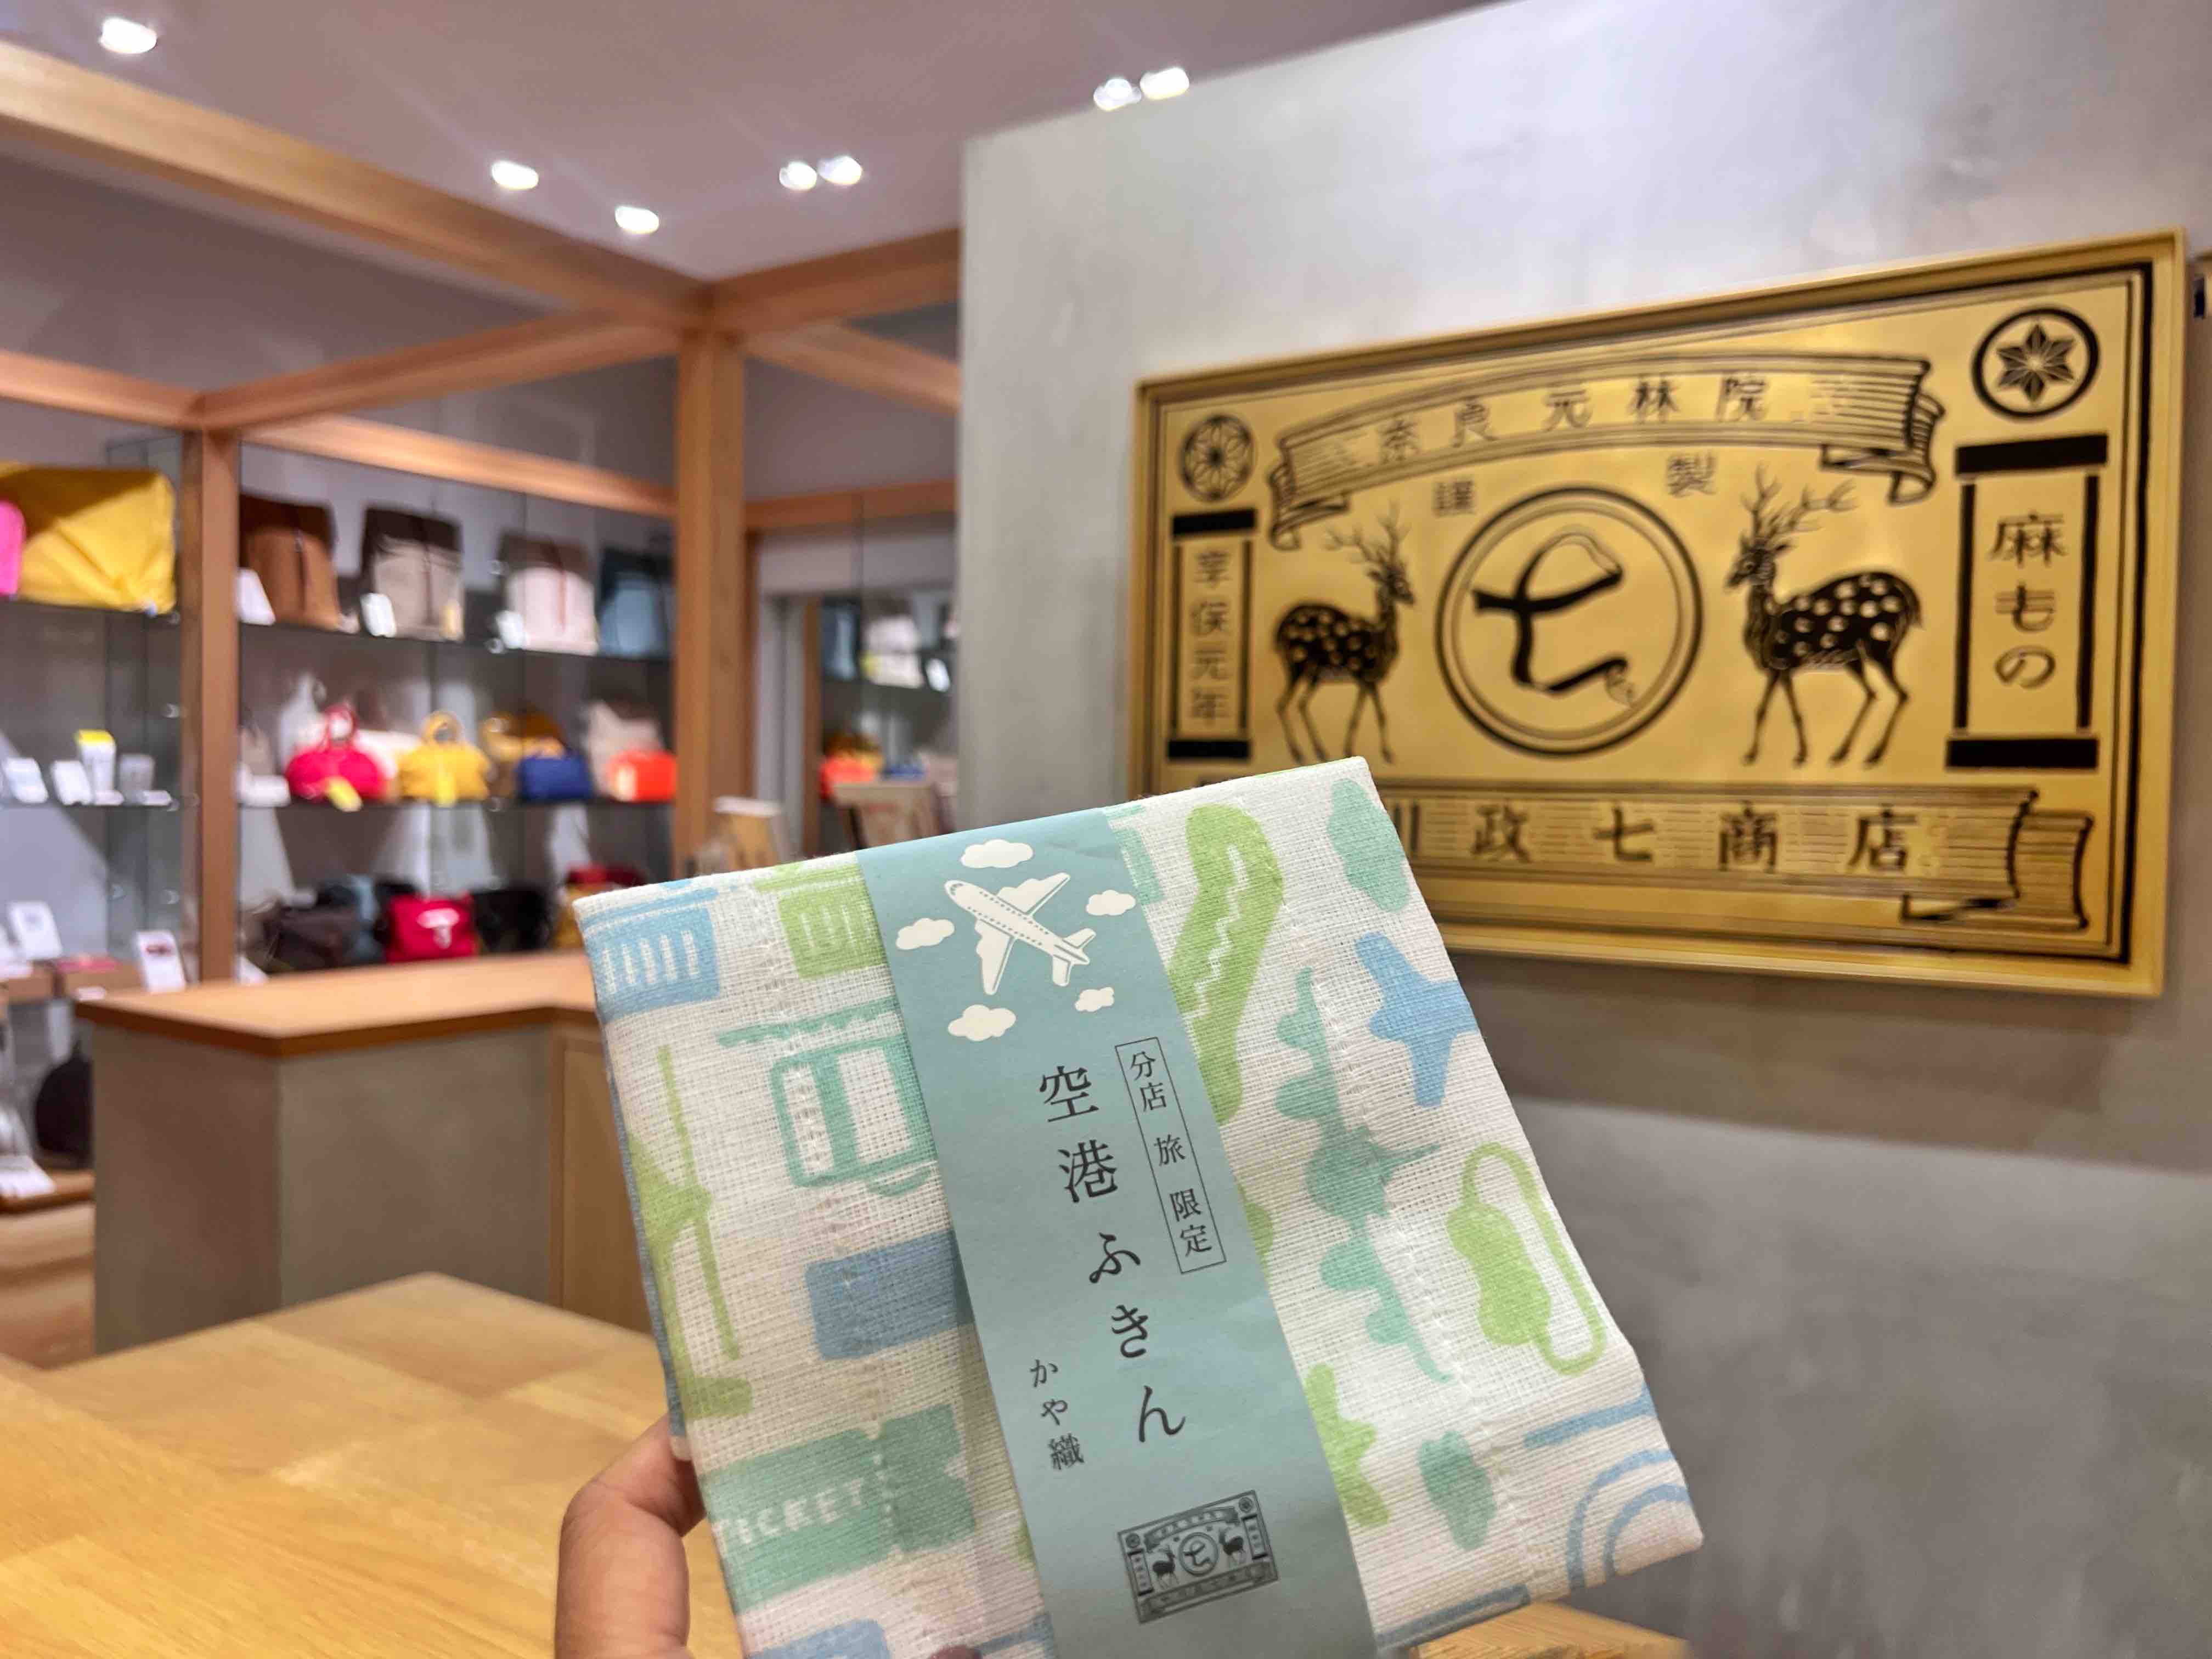 奈良元林院
謹製
享保元年
麻もの
川政七商店
分店 旅 限定
空港ふきん
かや織
TICKET